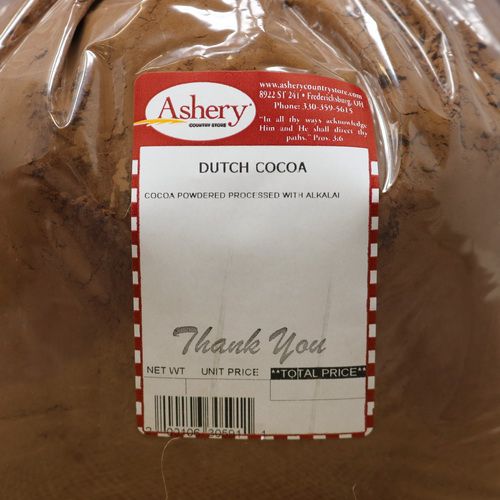 Ashery
COUNTRY STORE
www.asherycountrystore.com
8922 ST 241 • Fredericksburg, OH
Phone: 330-359-5615
"In all thy ways acknowledge
Him and He shall direct thy
paths." Prov. 3:6
DUTCH COCOA
COCOA POWDERED PROCESSED WITH ALKALAI
Thank You
NET WT UNIT PRICE **TOTAL PRICE**